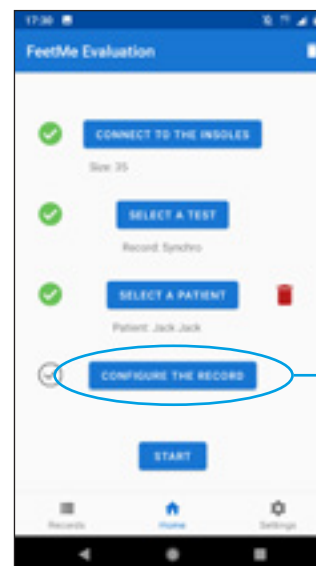 17:30
FeetMe Evaluation
CONNECT TO THE INSOLES
Size: 35
SELECT A TEST
Record: Synchro
SELECT A PATIENT
Patient: Jack Jack
CONFIGURE THE RECORD
START
Records
Home
Settings